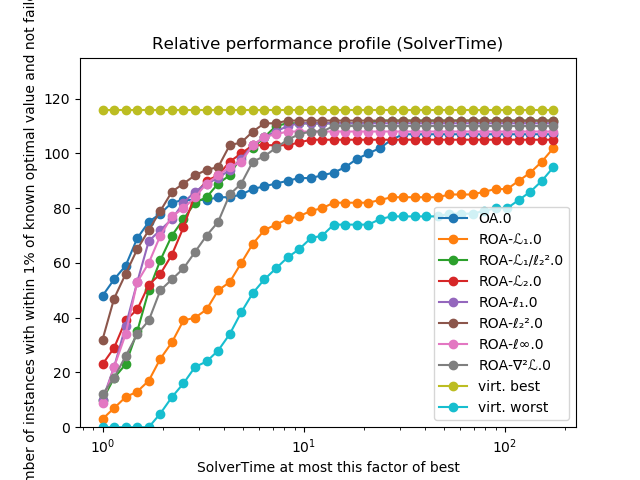 Relative performance profile (SolverTime)
of instances with within 1% of known optimal value and not
120
100
80
60
40
20
0
10⁰
10¹
10²
SolverTime at most this factor of best
OA.0
ROA-ℒ₁.0
ROA-ℒ₁/ℓ₂².0
ROA-ℒ₂.0
ROA-ℓ₁.0
ROA-ℓ₂².0
ROA-ℓ∞.0
ROA-∇²ℒ.0
virt. best
virt. worst